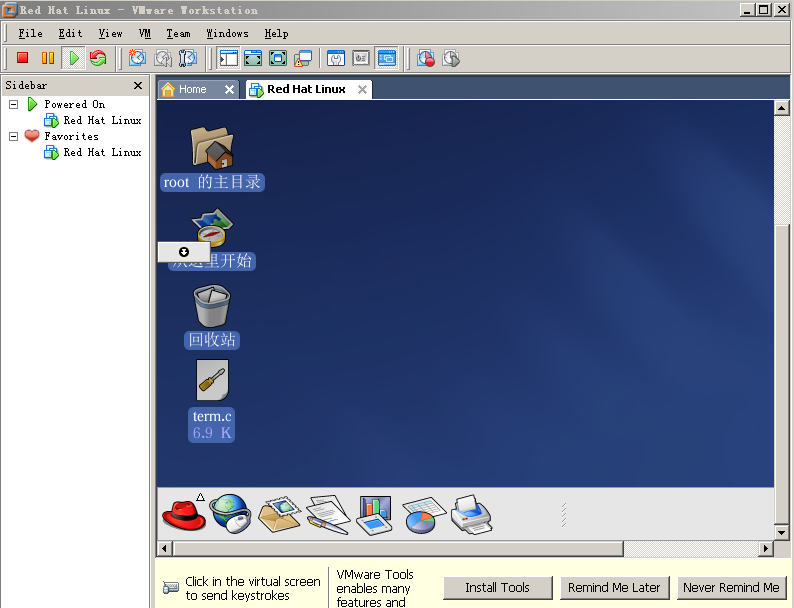 Red Hat Linux - VMware Workstation
File Edit View VM Team Windows Help
Sidebar
Home
Red Hat Linux
Powered On
Red Hat Linux
Favorites
Red Hat Linux
root 的主目录
这里开始
回收站
term.c
6.9 K
Click in the virtual screen
to send keystrokes
VMware Tools
enables many
features and
Install Tools
Remind Me Later
Never Remind Me